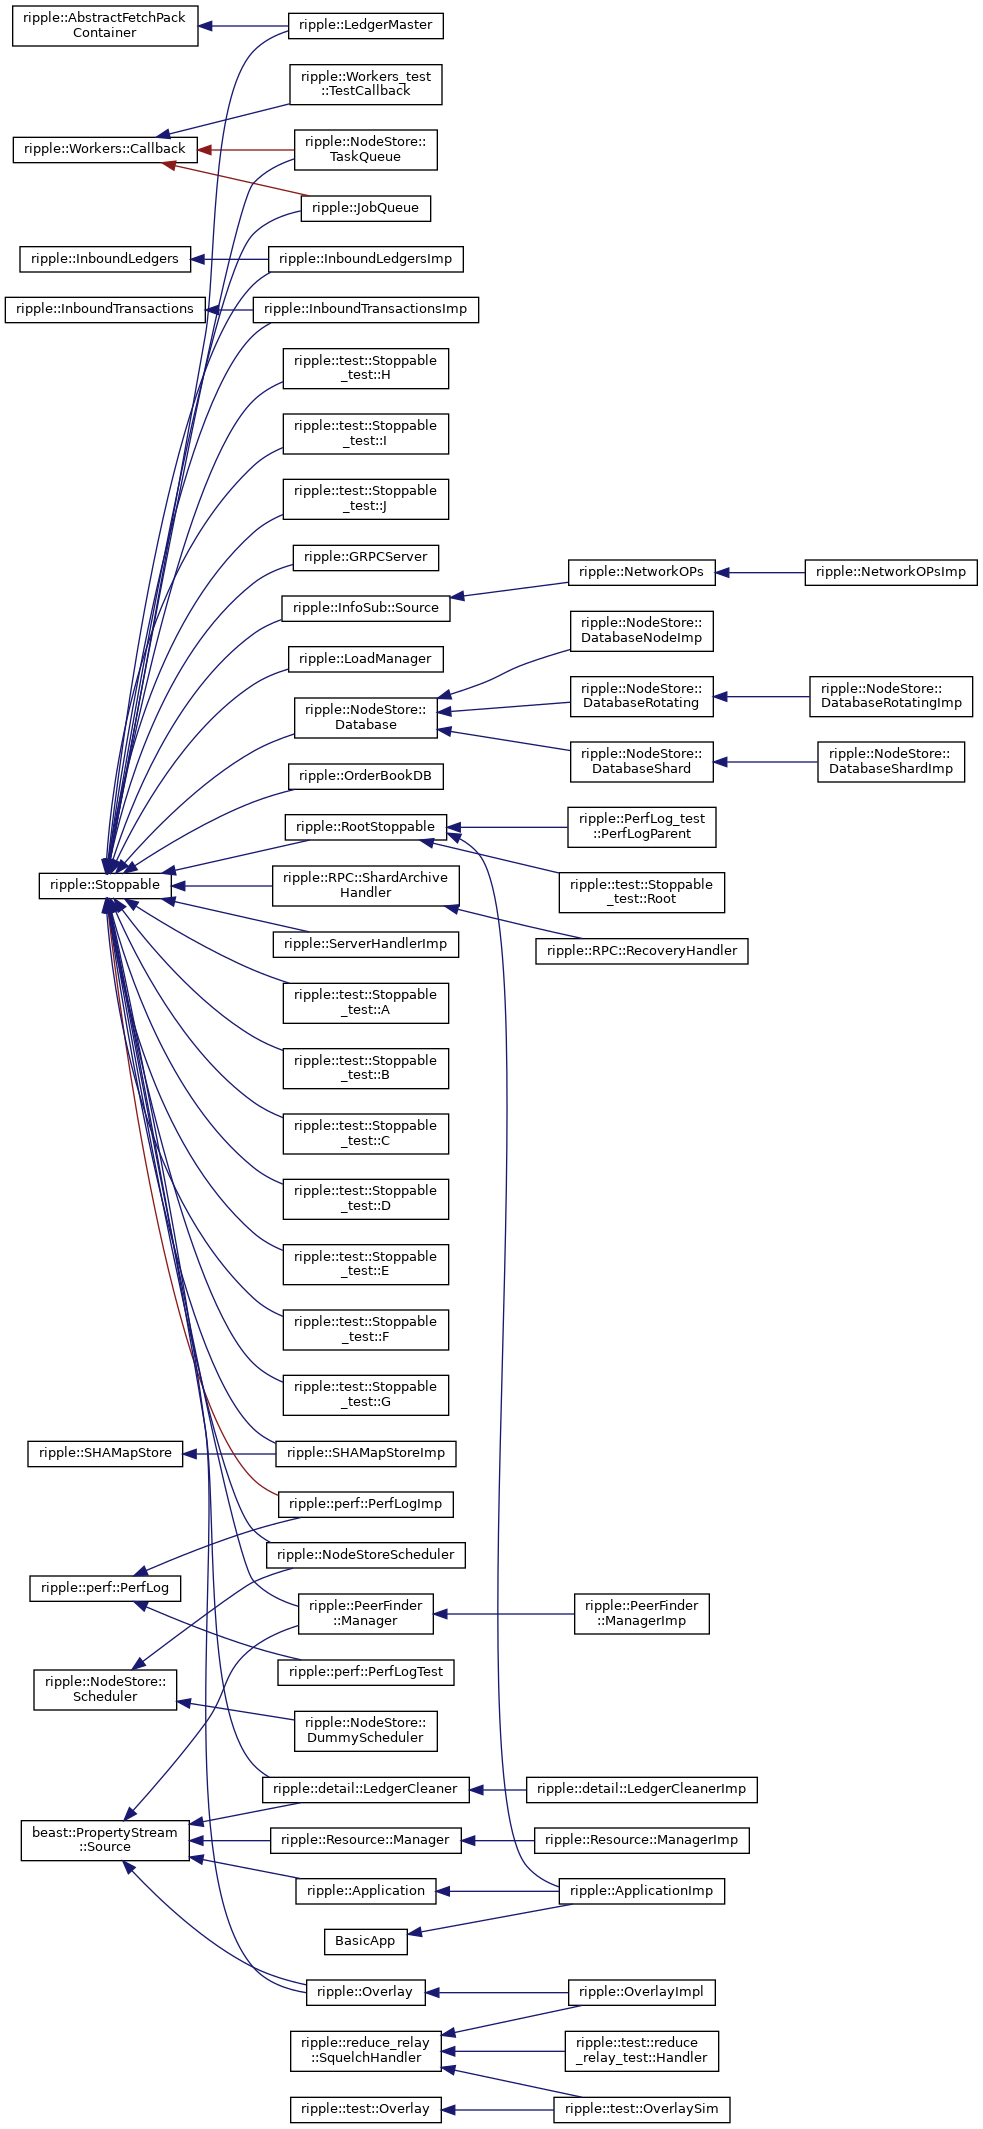 ripple::AbstractFetchPack
Container
ripple::LedgerMaster
ripple::Workers_test
::TestCallback
ripple::Workers::Callback
ripple::NodeStore::
TaskQueue
ripple::JobQueue
ripple::InboundLedgers
ripple::InboundLedgersImp
ripple::InboundTransactions
ripple::InboundTransactionsImp
ripple::test::Stoppable
_test::H
ripple::test::Stoppable
_test::I
ripple::test::Stoppable
_test::J
ripple::GRPCServer
ripple::InfoSub::Source
ripple::NetworkOPs
ripple::NetworkOPsImp
ripple::NodeStore::
DatabaseNodeImp
ripple::LoadManager
ripple::NodeStore::
Database
ripple::NodeStore::
DatabaseRotating
ripple::NodeStore::
DatabaseRotatingImp
ripple::NodeStore::
DatabaseShard
ripple::NodeStore::
DatabaseShardImp
ripple::OrderBookDB
ripple::RootStoppable
ripple::PerfLog_test
::PerfLogParent
ripple::Stoppable
ripple::RPC::ShardArchive
Handler
ripple::test::Stoppable
_test::Root
ripple::ServerHandlerImp
ripple::RPC::RecoveryHandler
ripple::test::Stoppable
_test::A
ripple::test::Stoppable
_test::B
ripple::test::Stoppable
_test::C
ripple::test::Stoppable
_test::D
ripple::test::Stoppable
_test::E
ripple::test::Stoppable
_test::F
ripple::test::Stoppable
_test::G
ripple::SHAMapStore
ripple::SHAMapStoreImp
ripple::perf::PerfLogImp
ripple::NodeStoreScheduler
ripple::perf::PerfLog
ripple::PeerFinder
::Manager
ripple::PeerFinder
::ManagerImp
ripple::perf::PerfLogTest
ripple::NodeStore::
Scheduler
ripple::NodeStore::
DummyScheduler
ripple::detail::LedgerCleaner
ripple::detail::LedgerCleanerImp
beast::PropertyStream
::Source
ripple::Resource::Manager
ripple::Resource::ManagerImp
ripple::Application
ripple::ApplicationImp
BasicApp
ripple::Overlay
ripple::OverlayImpl
ripple::reduce_relay
::SquelchHandler
ripple::test::reduce
_relay_test::Handler
ripple::test::Overlay
ripple::test::OverlaySim